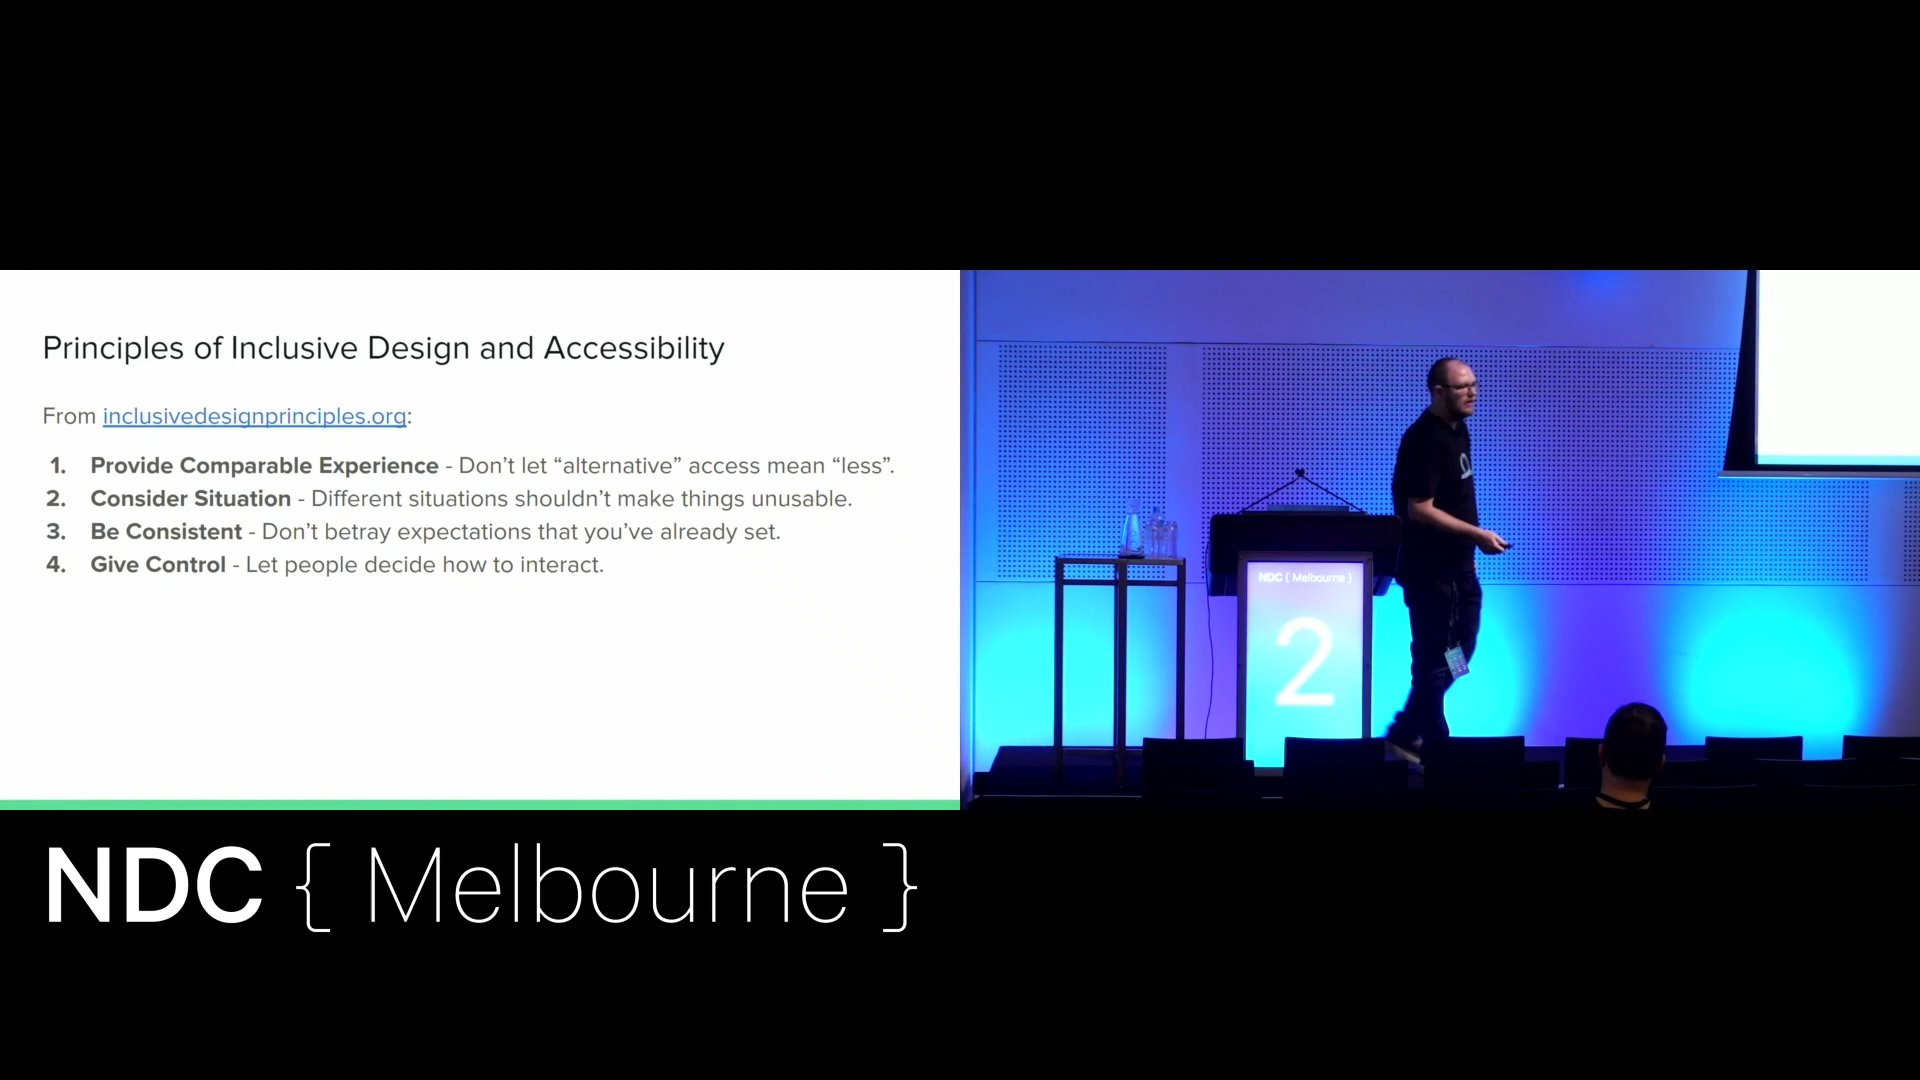 Principles of Inclusive Design and Accessibility
From inclusivedesignprinciples.org:
1. Provide Comparable Experience - Don’t let “alternative” access mean “less”.
2. Consider Situation - Different situations shouldn’t make things unusable.
3. Be Consistent - Don’t betray expectations that you’ve already set.
4. Give Control - Let people decide how to interact.
NDC { Melbourne }
2
NDC { Melbourne }